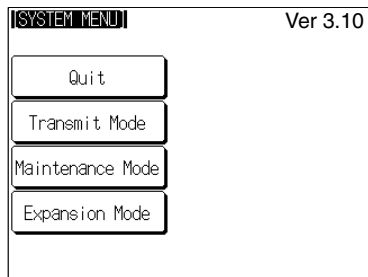 [SYSTEM MENU]
Ver 3.10
Quit
Transmit Mode
Maintenance Mode
Expansion Mode